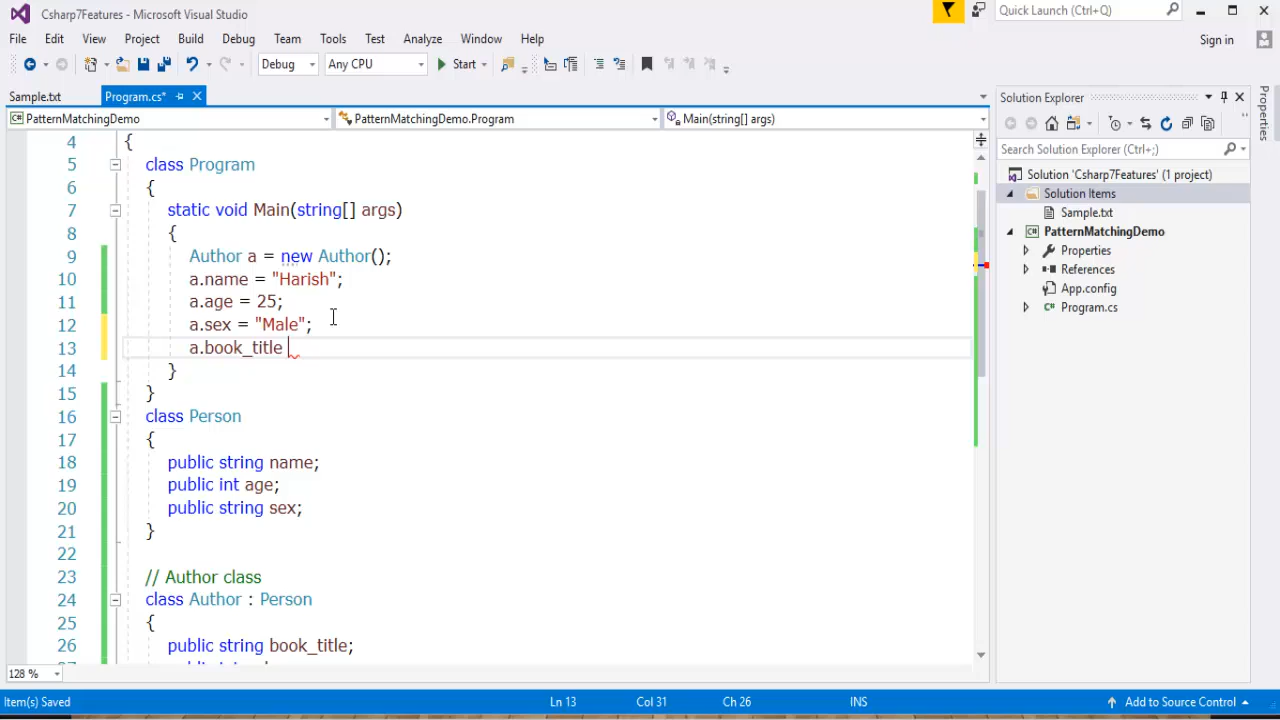 Csharp7Features - Microsoft Visual Studio
Quick Launch (Ctrl+Q)
File Edit View Project Build Debug Team Tools Test Analyze Window Help
Sign in
Debug Any CPU Start
Sample.txt Program.cs*
Solution Explorer
PatternMatchingDemo PatternMatchingDemo.Program Main(string[] args)
Search Solution Explorer (Ctrl+;)
Properties
Solution 'Csharp7Features' (1 project)
Solution Items
Sample.txt
PatternMatchingDemo
Properties
References
App.config
Program.cs
4 {
5 class Program
6 {
7 static void Main(string[] args)
8 {
9 Author a = new Author();
10 a.name = "Harish";
11 a.age = 25;
12 a.sex = "Male";
13 a.book_title
14 }
15 }
16 class Person
17 {
18 public string name;
19 public int age;
20 public string sex;
21 }
22
23 // Author class
24 class Author : Person
25 {
26 public string book_title;
128 %
Item(s) Saved Ln 13 Col 31 Ch 26 INS Add to Source Control